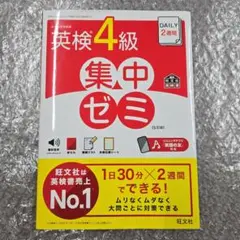 DAILY
2週間
英検4級
集中
ゼミ
旺文社は
英検書売上
No.1
1日30分×2週間
でできる!
ムリなくムダなく
大問ごとに対策できる
旺文社